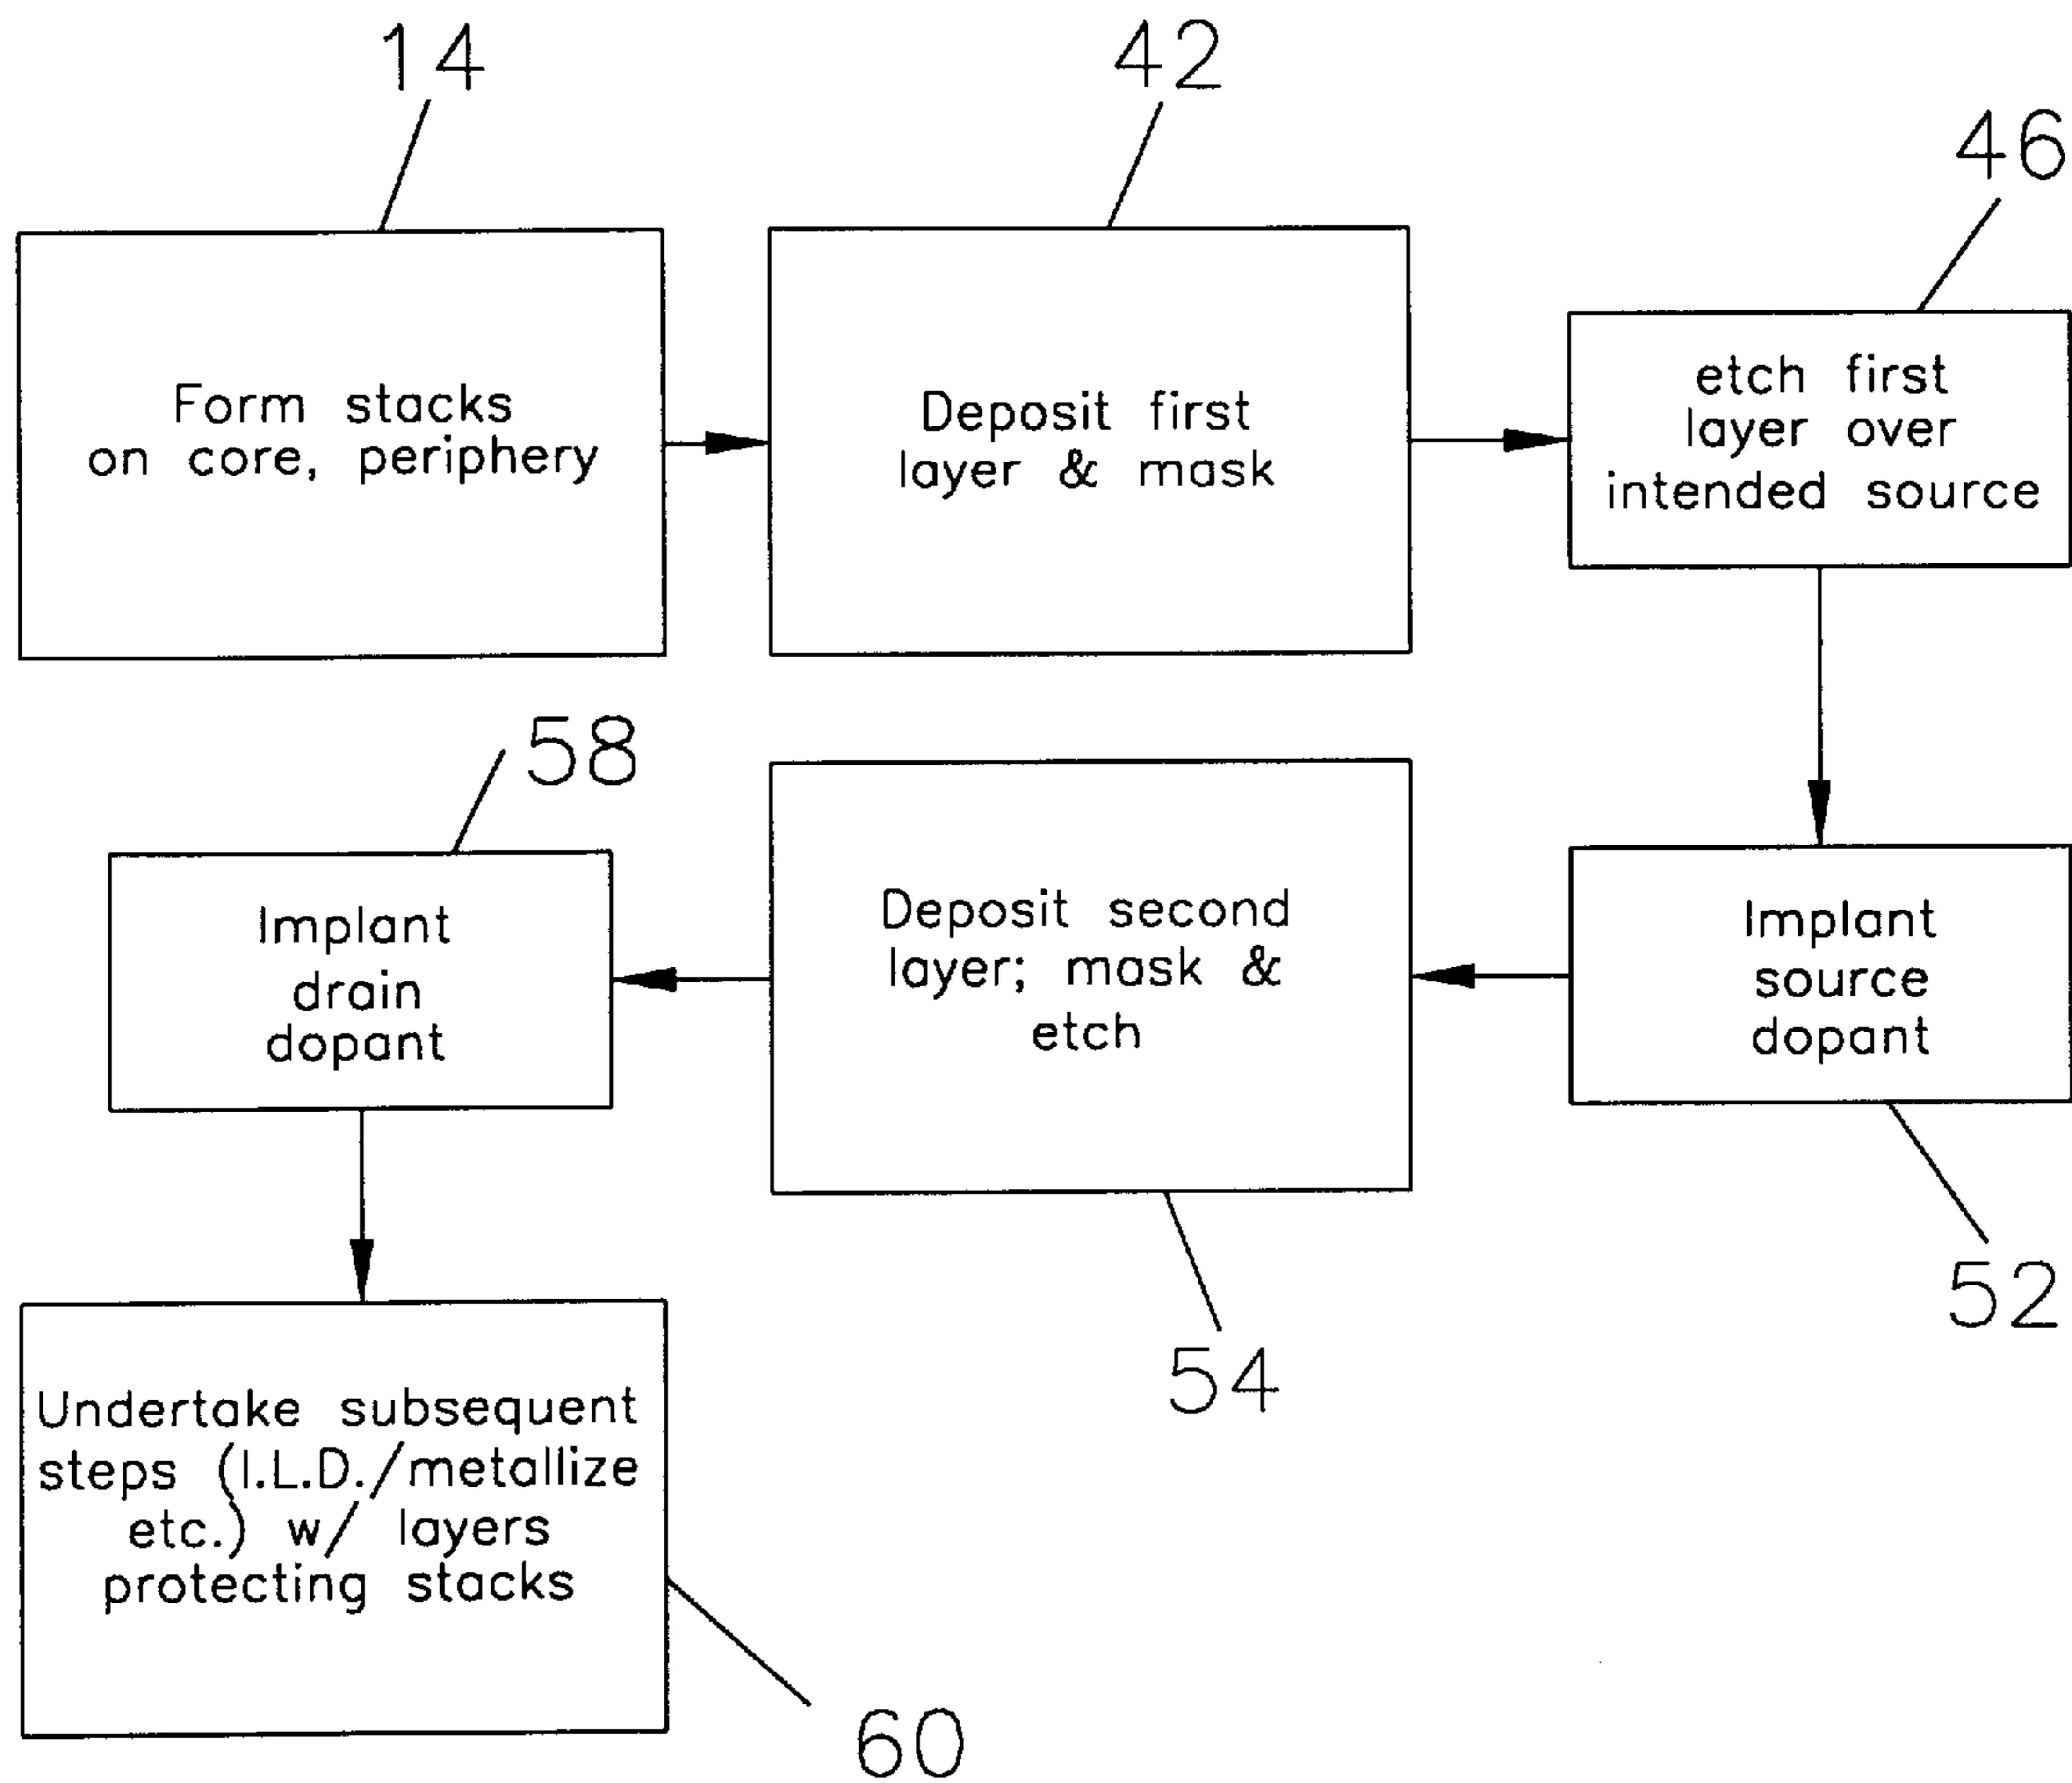 14
42
46
Form stacks
on core, periphery
Deposit first
layer & mask
etch first
layer over
intended source
58
Implant
drain
dopant
Deposit second
layer; mask &
etch
Implant
source
dopant
52
54
Undertake subsequent
steps (I.L.D./metallize
etc.) w/ layers
protecting stacks
60